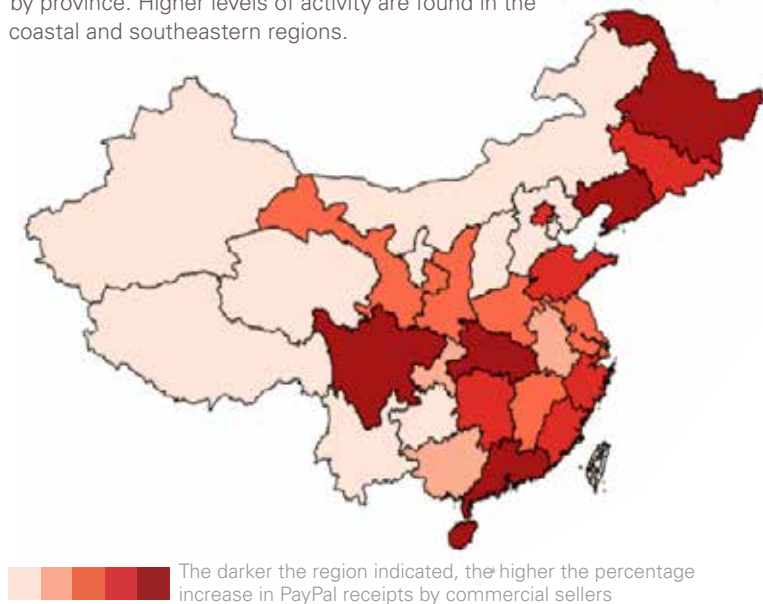 by province. Higher levels of activity are found in the
coastal and southeastern regions.
The darker the region indicated, the higher the percentage
increase in PayPal receipts by commercial sellers